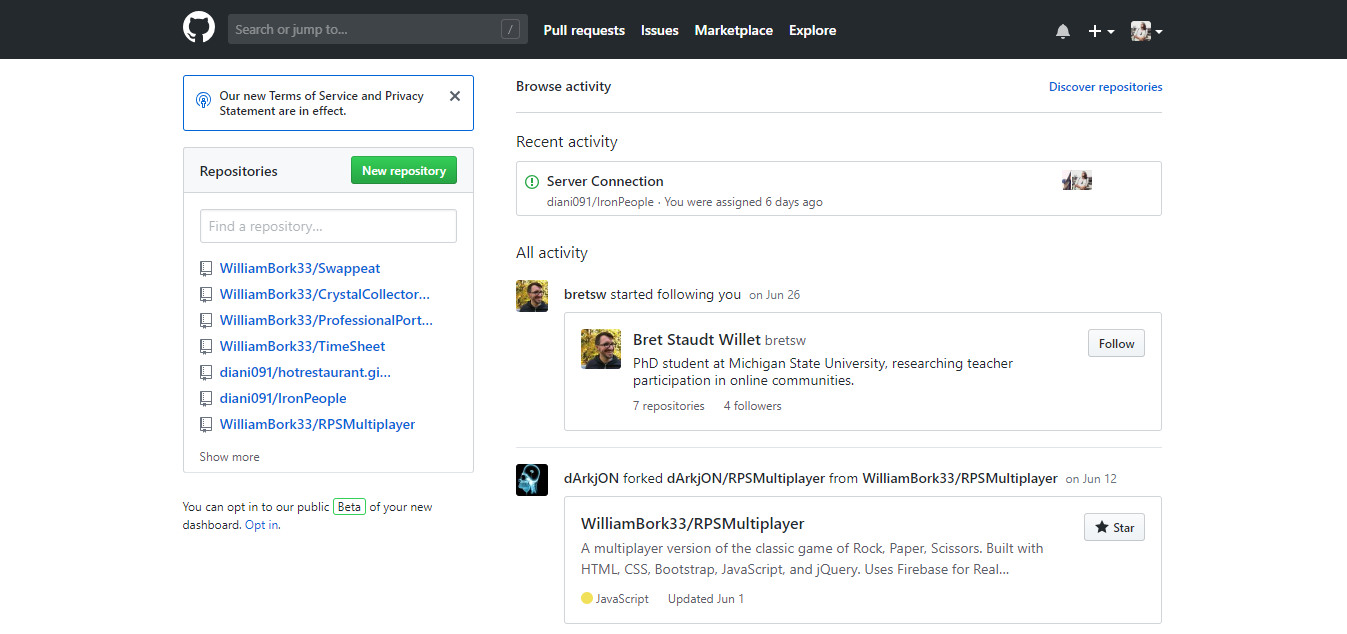 Search or jump to...
/
Pull requests
Issues
Marketplace
Explore
Our new Terms of Service and Privacy
Statement are in effect.
Repositories
New repository
Find a repository...
WilliamBork33/Swappeat
WilliamBork33/CrystalCollector...
WilliamBork33/ProfessionalPort...
WilliamBork33/TimeSheet
diani091/hotrestaurant.gi...
diani091/IronPeople
WilliamBork33/RPSMultiplayer
Show more
You can opt in to our public Beta of your new
dashboard. Opt in.
Browse activity
Discover repositories
Recent activity
Server Connection
diani091/IronPeople · You were assigned 6 days ago
All activity
bretsw started following you on Jun 26
Bret Staudt Willet bretsw
Follow
PhD student at Michigan State University, researching teacher
participation in online communities.
7 repositories 4 followers
dArkjON forked dArkjON/RPSMultiplayer from WilliamBork33/RPSMultiplayer on Jun 12
WilliamBork33/RPSMultiplayer
Star
A multiplayer version of the classic game of Rock, Paper, Scissors. Built with
HTML, CSS, Bootstrap, JavaScript, and jQuery. Uses Firebase for Real...
JavaScript Updated Jun 1